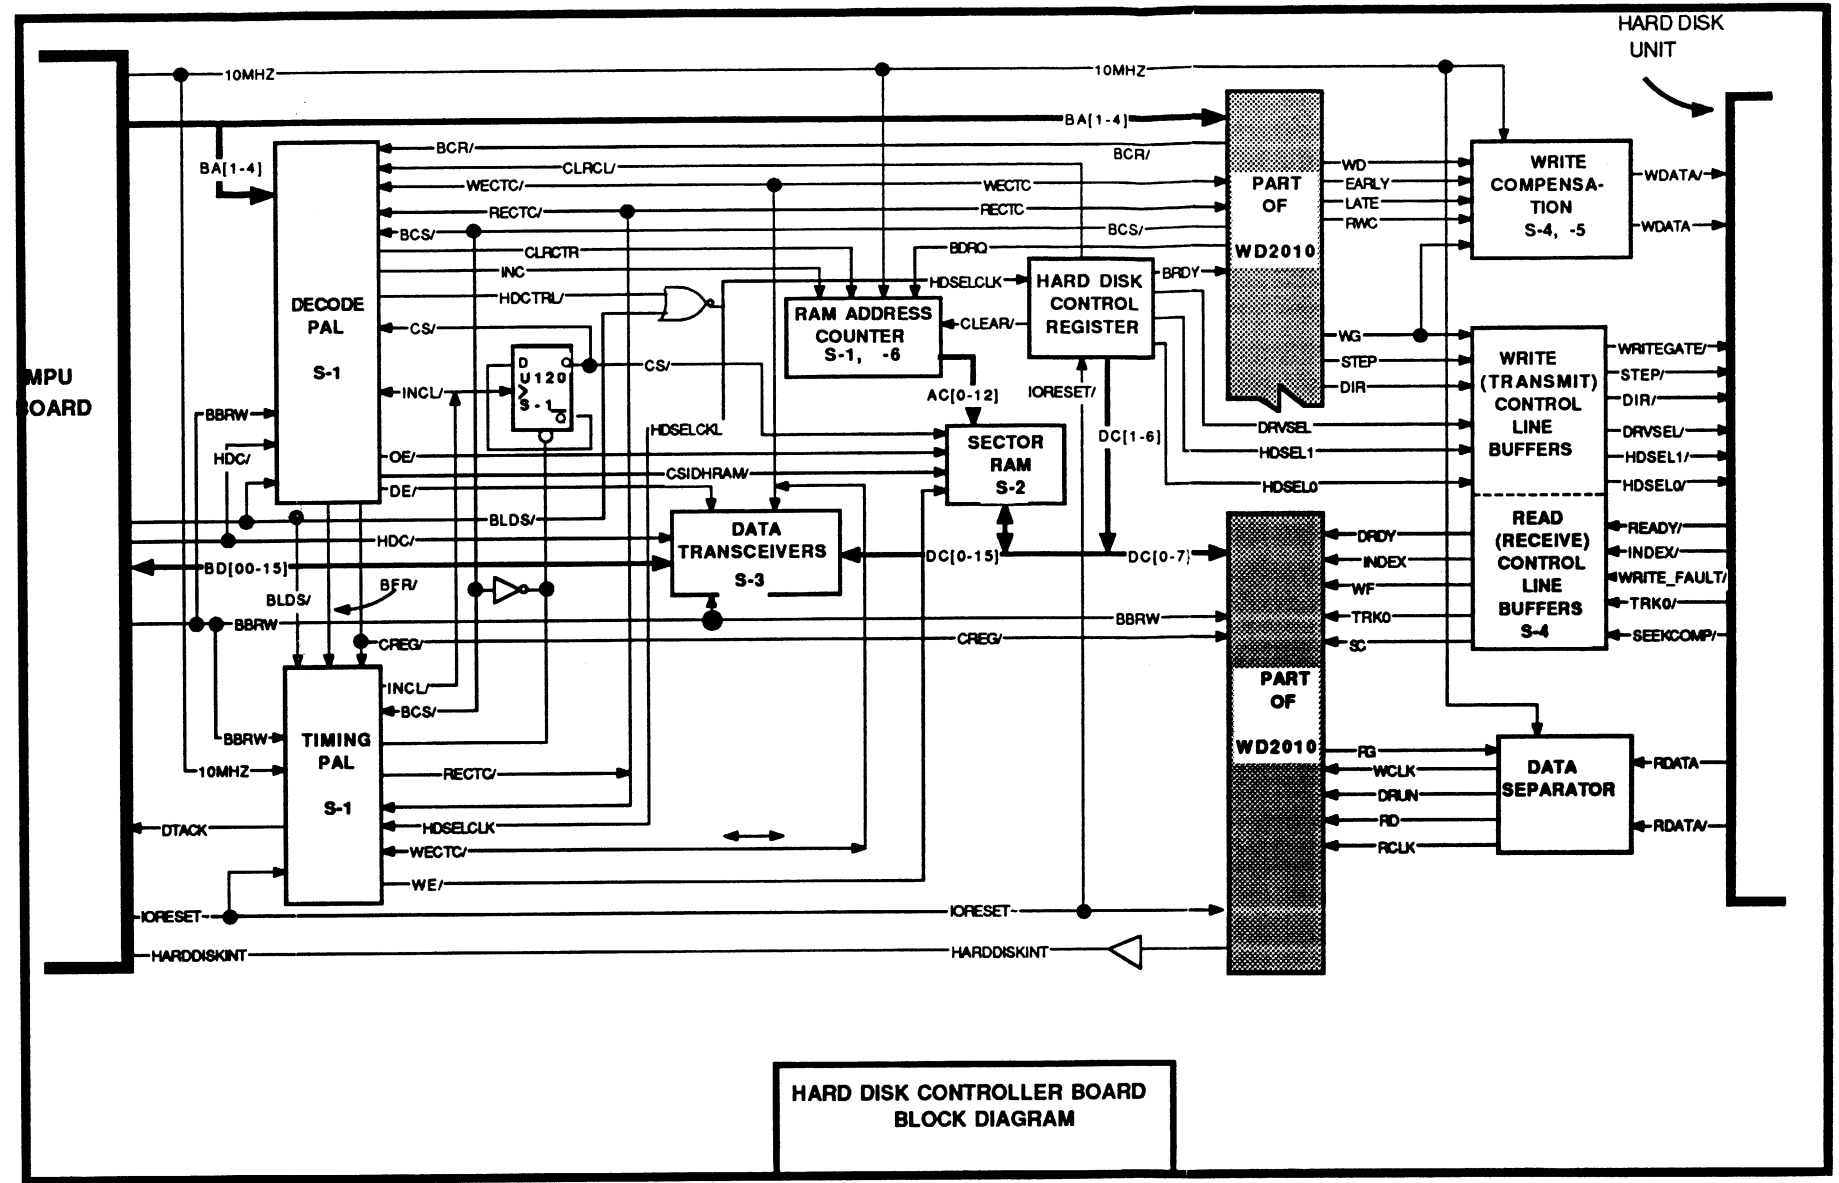 HARD DISK
UNIT
10MHZ
10MHZ
BA[1-4]
BA[1-4]
BCR/
BCR/
CLRCL/
WECTC/
WECTC
RECTC/
RECTC
BCS/
BCS/
CLRCTR
BDRQ
INC
HDCTRL/
HDSELCLK
BRDY
CS/
CS/
CLEAR/
INCL/
DECODE
PAL
S-1
MPU
BOARD
D
Q
U120
S-1
Q
RAM ADDRESS
COUNTER
S-1, -6
HARD DISK
CONTROL
REGISTER
PART
OF
WD2010
WD
EARLY
LATE
RWC
WRITE
COMPENSA-
TION
S-4, -5
WDATA/
WDATA
WG
STEP
DIR
WRITE
(TRANSMIT)
CONTROL
LINE
BUFFERS
WRITEGATE/
STEP/
DIR/
DRVSEL/
HDSEL1/
HDSEL0/
AC[0-12]
IORESET/
DC[1-6]
DRVSEL
HDSEL1
HDSEL0
BBRW
HDC/
HDSELCKL
OE/
CSIDHRAM/
DE/
SECTOR
RAM
S-2
BLDS/
HDC/
BD[00-15]
BLDS/
BFR/
DATA
TRANSCEIVERS
S-3
DC[0-15]
DC[0-7]
DRDY
INDEX
WF
TRK0
SC
READ
(RECEIVE)
CONTROL
LINE
BUFFERS
S-4
READY/
INDEX/
WRITE_FAULT/
TRK0/
SEEKCOMP/
BBRW
BBRW
CREG/
CREG/
INCL/
BCS/
BBRW
10MHZ
TIMING
PAL
S-1
RECTC/
HDSELCLK
WECTC/
WE/
DTACK
PART
OF
WD2010
RG
WCLK
DRUN
RD
RCLK
DATA
SEPARATOR
RDATA
RDATA/
IORESET
IORESET
HARDDISKINT
HARDDISKINT
HARD DISK CONTROLLER BOARD
BLOCK DIAGRAM